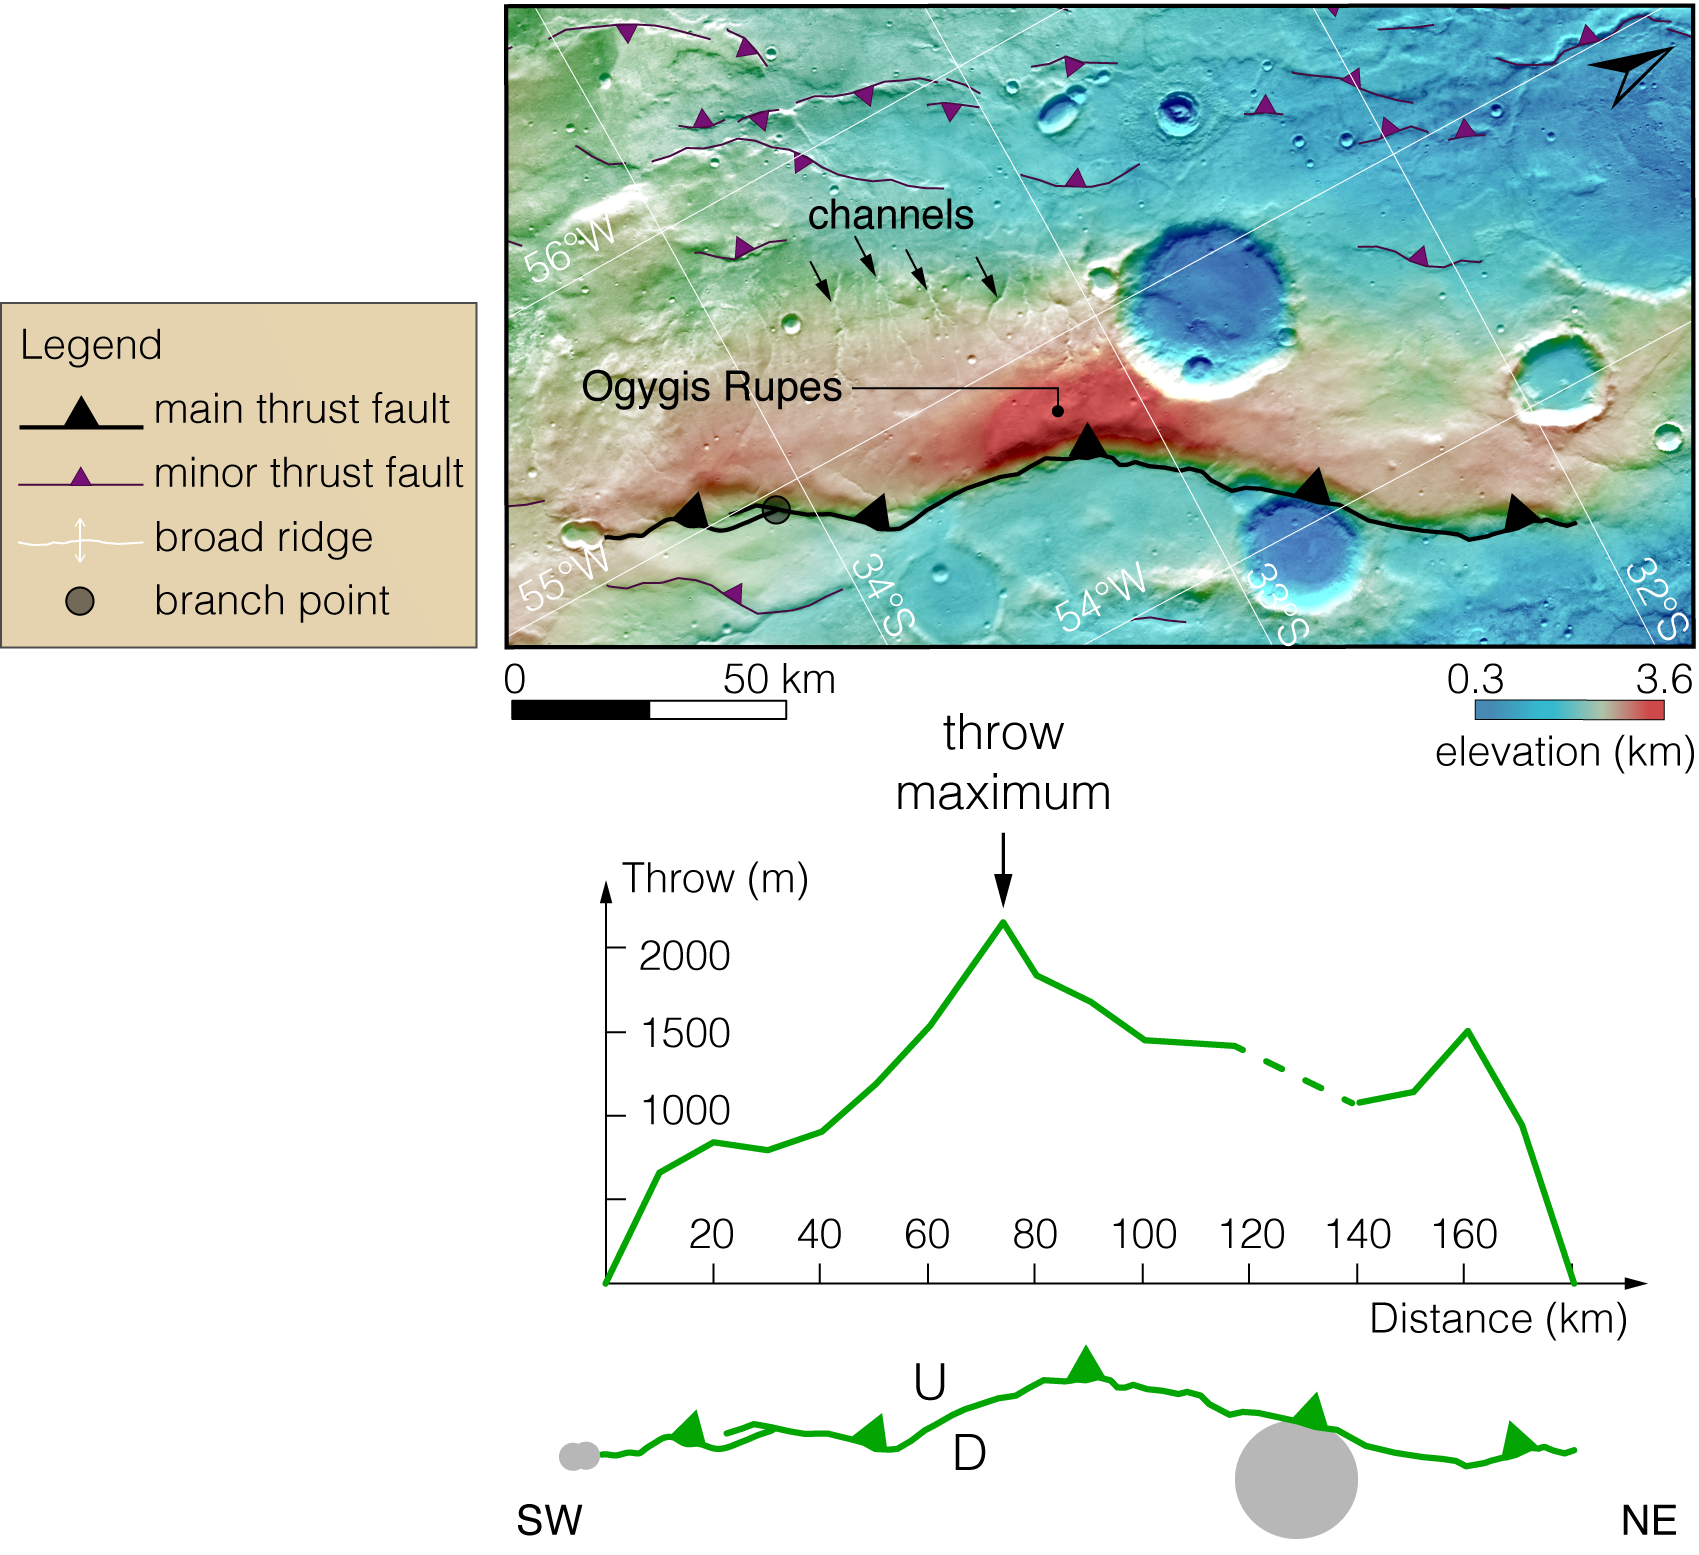 channels
56°W
Ogygis Rupes
55°W
34°S
54°W
33°S
32°S
Legend
main thrust fault
minor thrust fault
broad ridge
branch point
0 50 km
0.3 3.6
elevation (km)
throw
maximum
Throw (m)
2000
1500
1000
20 40 60 80 100 120 140 160
Distance (km)
U
D
SW NE